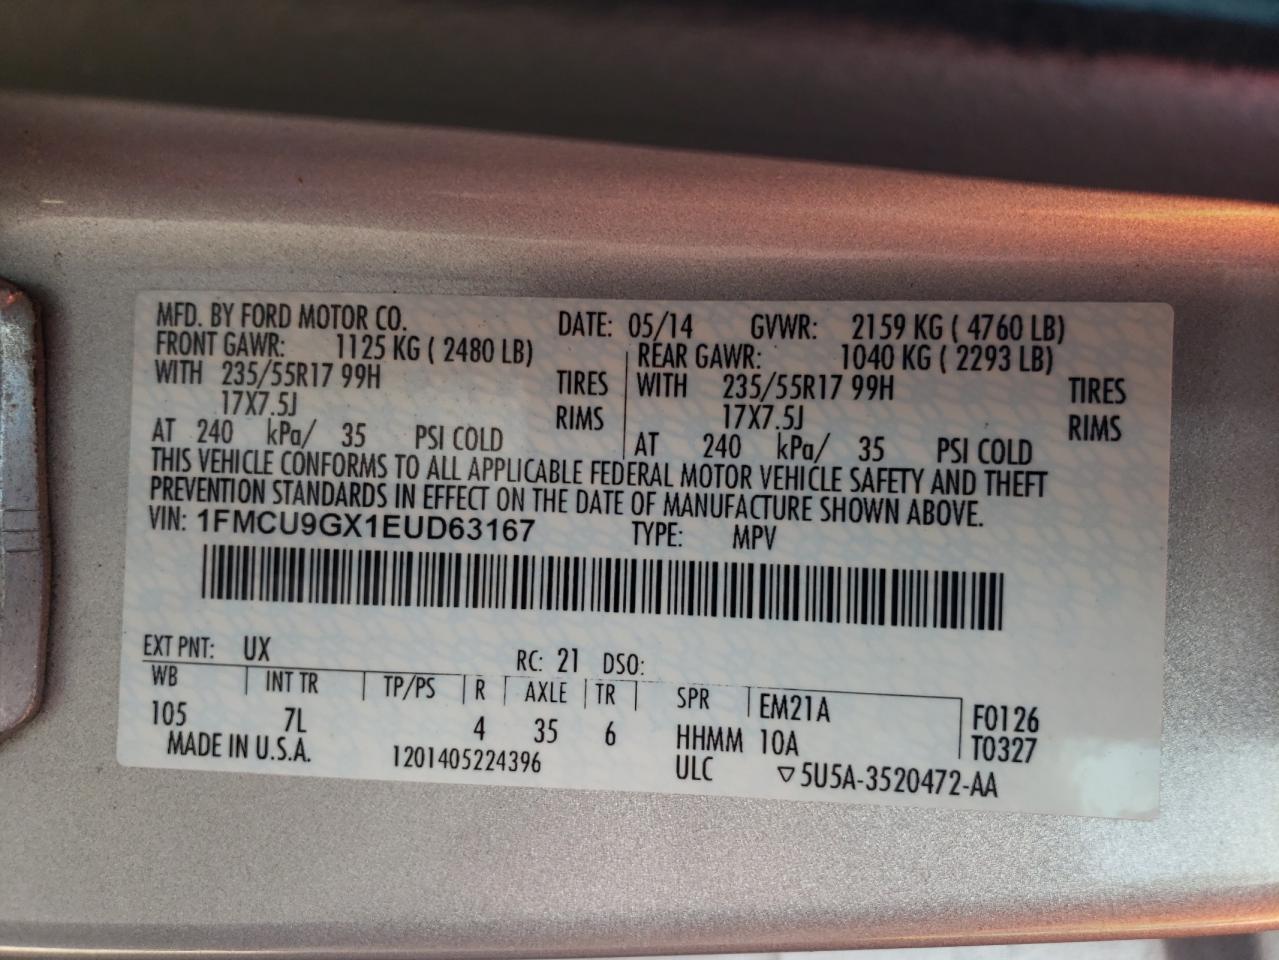 MFD. BY FORD MOTOR CO. DATE: 05/14 GVWR: 2159 KG ( 4760 LB)
FRONT GAWR: 1125 KG ( 2480 LB) REAR GAWR: 1040 KG ( 2293 LB)
WITH 235/55R17 99H TIRES WITH 235/55R17 99H TIRES
17X7.5J RIMS 17X7.5J RIMS
AT 240 kPa/ 35 PSI COLD AT 240 kPa/ 35 PSI COLD
THIS VEHICLE CONFORMS TO ALL APPLICABLE FEDERAL MOTOR VEHICLE SAFETY AND THEFT
PREVENTION STANDARDS IN EFFECT ON THE DATE OF MANUFACTURE SHOWN ABOVE.
VIN: 1FMCU9GX1EUD63167 TYPE: MPV
EXT PNT: UX RC: 21 DSO:
WB INT TR TP/PS R AXLE TR SPR EM21A F0126
105 7L 4 35 6 HHMM 10A T0327
MADE IN U.S.A. 1201405224396 ULC ▽5U5A-3520472-AA